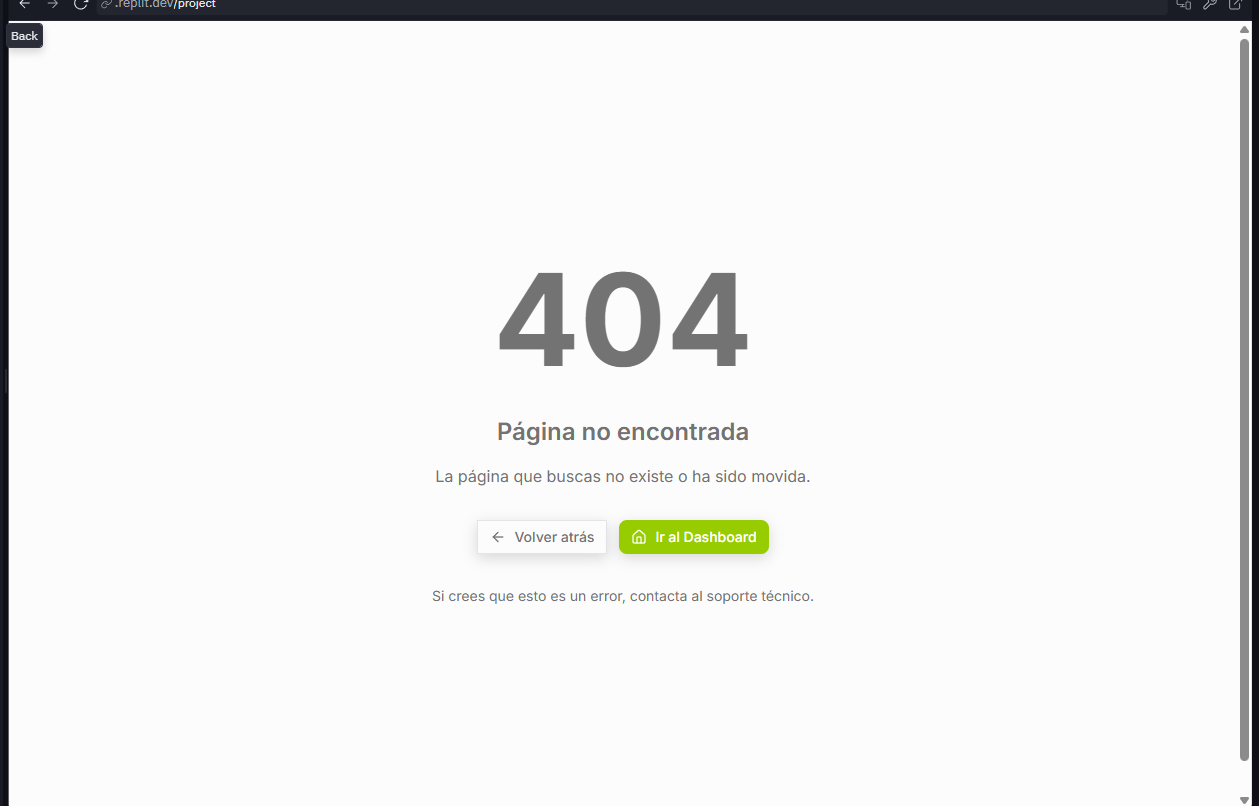 .replit.dev/project
Back
404
Página no encontrada
La página que buscas no existe o ha sido movida.
Volver atrás
Ir al Dashboard
Si crees que esto es un error, contacta al soporte técnico.